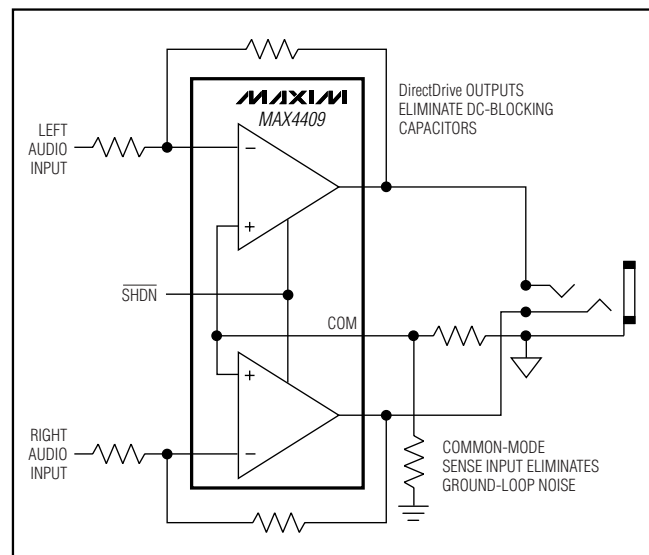 DirectDrive OUTPUTS
ELIMINATE DC-BLOCKING
CAPACITORS
MAXIM
MAX4409
LEFT
AUDIO
INPUT
−
+
SHDN
COM
+
−
RIGHT
AUDIO
INPUT
COMMON-MODE
SENSE INPUT ELIMINATES
GROUND-LOOP NOISE